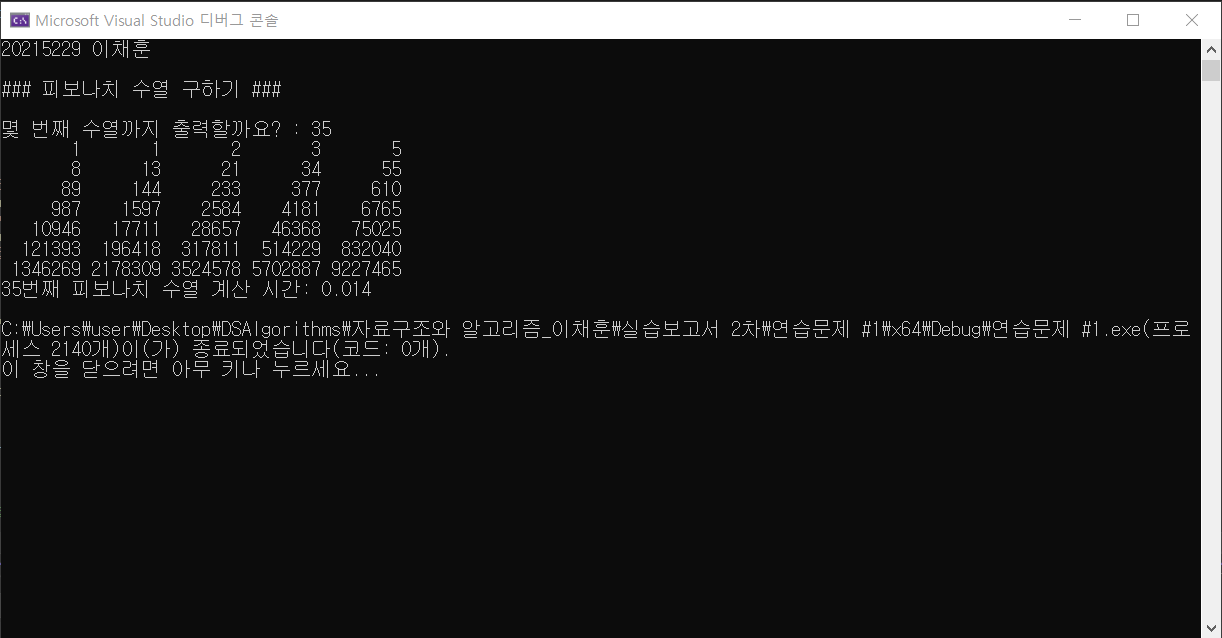 Microsoft Visual Studio 디버그 콘솔
20215229 이채훈
### 피보나치 수열 구하기 ###
몇 번째 수열까지 출력할까요? : 35
1 1 2 3 5
8 13 21 34 55
89 144 233 377 610
987 1597 2584 4181 6765
10946 17711 28657 46368 75025
121393 196418 317811 514229 832040
1346269 2178309 3524578 5702887 9227465
35번째 피보나치 수열 계산 시간: 0.014
C:₩Users₩user₩Desktop₩DSAlgorithms₩자료구조와 알고리즘_이채훈₩실습보고서 2차₩연습문제 #1₩x64₩Debug₩연습문제 #1.exe(프로
세스 2140개)이(가) 종료되었습니다(코드: 0개).
이 창을 닫으려면 아무 키나 누르세요...